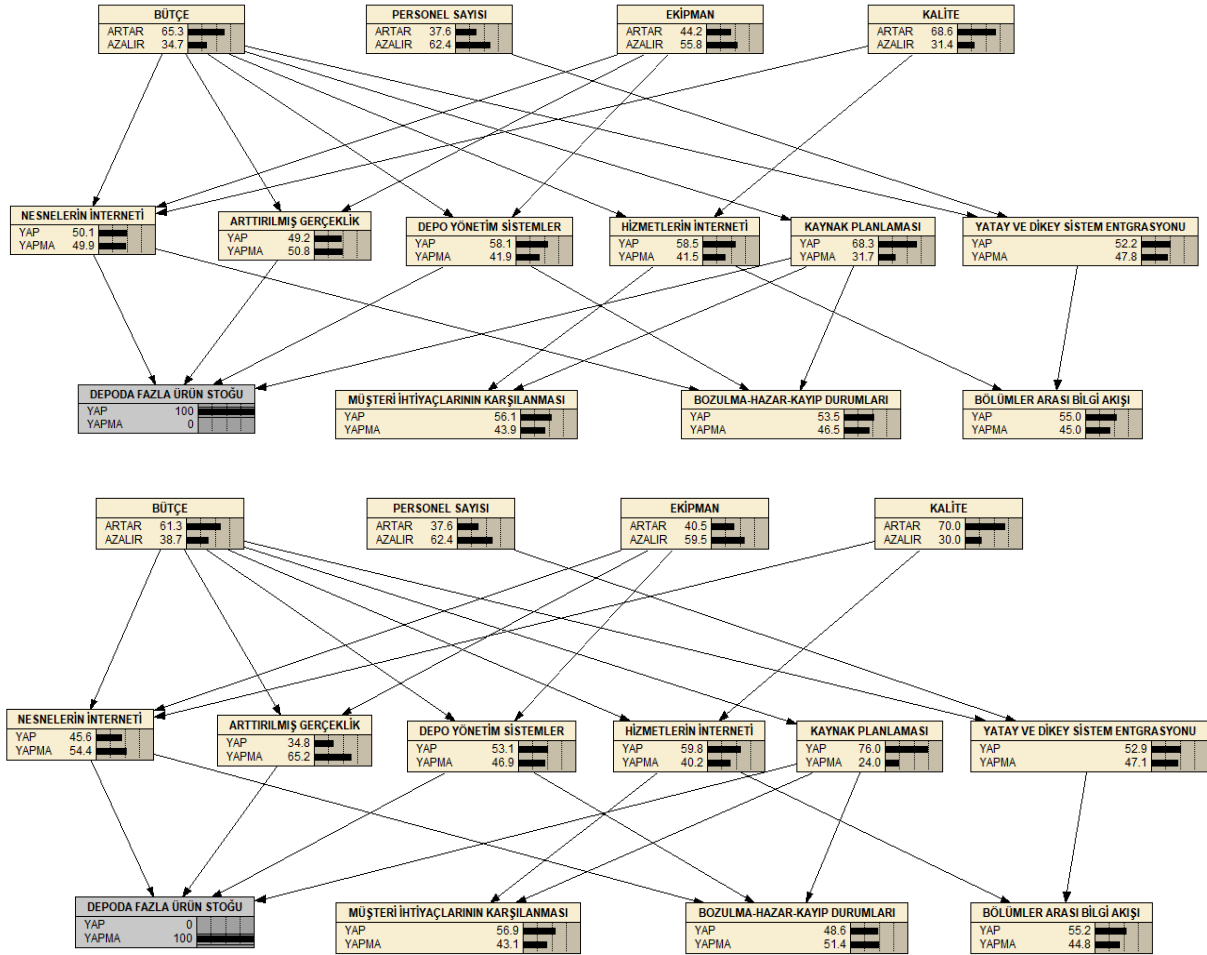 BÜTÇE
ARTAR 65.3
AZALIR 34.7
PERSONEL SAYISI
ARTAR 37.6
AZALIR 62.4
EKİPMAN
ARTAR 44.2
AZALIR 55.8
KALİTE
ARTAR 68.6
AZALIR 31.4
NESNELERİN İNTERNETİ
YAP 50.1
YAPMA 49.9
ARTTIRILMIŞ GERÇEKLİK
YAP 49.2
YAPMA 50.8
DEPO YÖNETİM SİSTEMLER
YAP 58.1
YAPMA 41.9
HİZMETLERİN İNTERNETİ
YAP 58.5
YAPMA 41.5
KAYNAK PLANLAMASI
YAP 68.3
YAPMA 31.7
YATAY VE DİKEY SİSTEM ENTGRASYONU
YAP 52.2
YAPMA 47.8
DEPODA FAZLA ÜRÜN STOĞU
YAP 100
YAPMA 0
MÜŞTERİ İHTİYAÇLARININ KARŞILANMASI
YAP 56.1
YAPMA 43.9
BOZULMA-HAZAR-KAYIP DURUMLARI
YAP 53.5
YAPMA 46.5
BÖLÜMLER ARASI BİLGİ AKIŞI
YAP 55.0
YAPMA 45.0
BÜTÇE
ARTAR 61.3
AZALIR 38.7
PERSONEL SAYISI
ARTAR 37.6
AZALIR 62.4
EKİPMAN
ARTAR 40.5
AZALIR 59.5
KALİTE
ARTAR 70.0
AZALIR 30.0
NESNELERİN İNTERNETİ
YAP 45.6
YAPMA 54.4
ARTTIRILMIŞ GERÇEKLİK
YAP 34.8
YAPMA 65.2
DEPO YÖNETİM SİSTEMLER
YAP 53.1
YAPMA 46.9
HİZMETLERİN İNTERNETİ
YAP 59.8
YAPMA 40.2
KAYNAK PLANLAMASI
YAP 76.0
YAPMA 24.0
YATAY VE DİKEY SİSTEM ENTGRASYONU
YAP 52.9
YAPMA 47.1
DEPODA FAZLA ÜRÜN STOĞU
YAP 0
YAPMA 100
MÜŞTERİ İHTİYAÇLARININ KARŞILANMASI
YAP 56.9
YAPMA 43.1
BOZULMA-HAZAR-KAYIP DURUMLARI
YAP 48.6
YAPMA 51.4
BÖLÜMLER ARASI BİLGİ AKIŞI
YAP 55.2
YAPMA 44.8